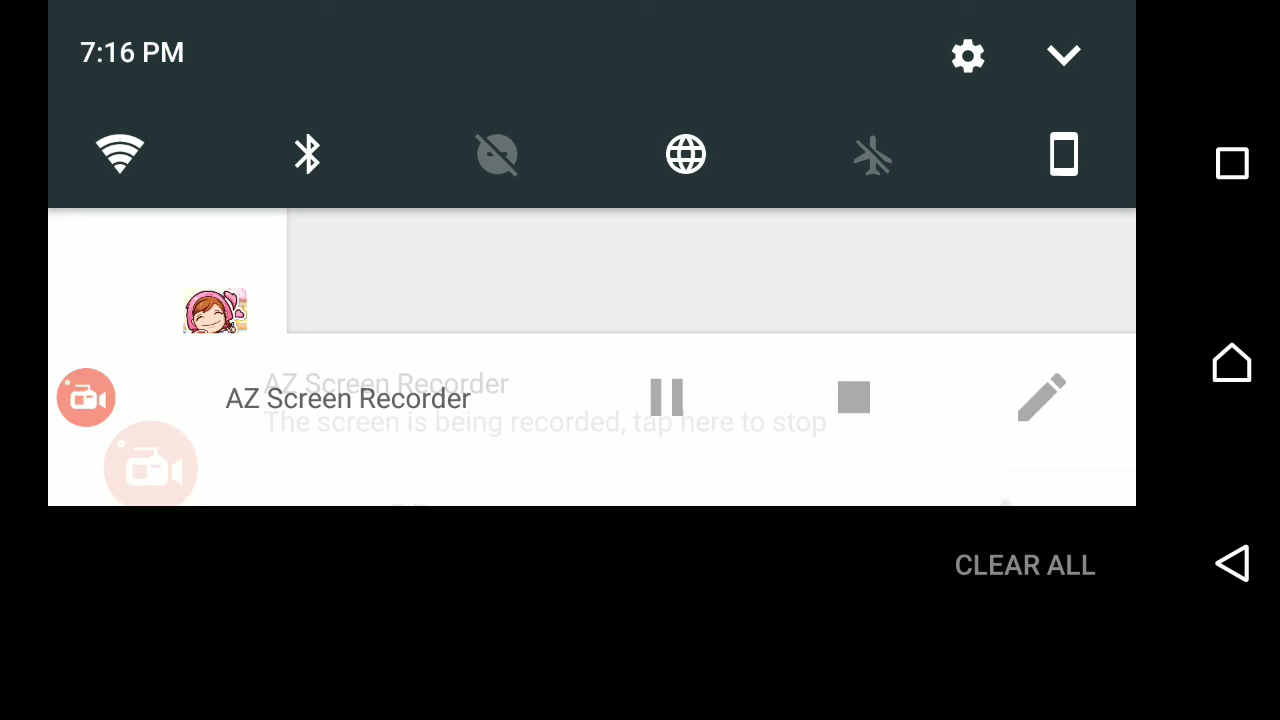 7:16 PM
AZ Screen Recorder
AZ Screen Recorder
The screen is being recorded, tap here to stop
CLEAR ALL